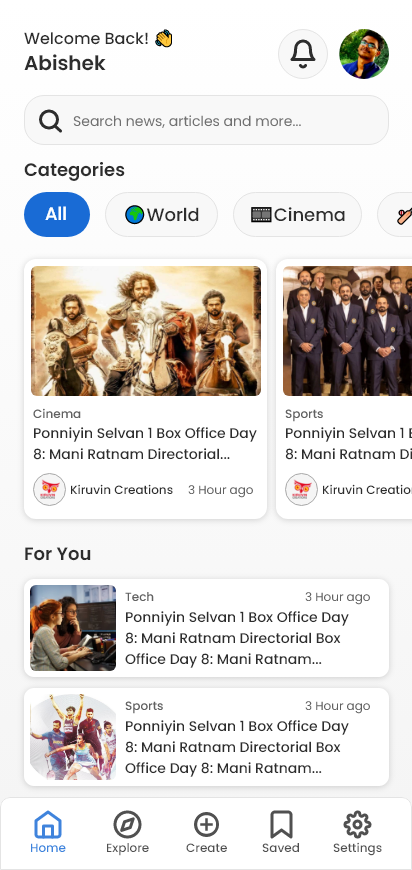 Welcome Back! 👋
Abishek
Search news, articles and more...
Categories
All
World
Cinema
Cinema
Ponniyin Selvan 1 Box Office Day
8: Mani Ratnam Directorial...
Kiruvin Creations
3 Hour ago
Sports
Ponniyin Selvan 1 B
8: Mani Ratnam Di
Kiruvin Creatio
For You
Tech
3 Hour ago
Ponniyin Selvan 1 Box Office Day
8: Mani Ratnam Directorial Box
Office Day 8: Mani Ratnam...
Sports
3 Hour ago
Ponniyin Selvan 1 Box Office Day
8: Mani Ratnam Directorial Box
Office Day 8: Mani Ratnam...
Home
Explore
Create
Saved
Settings